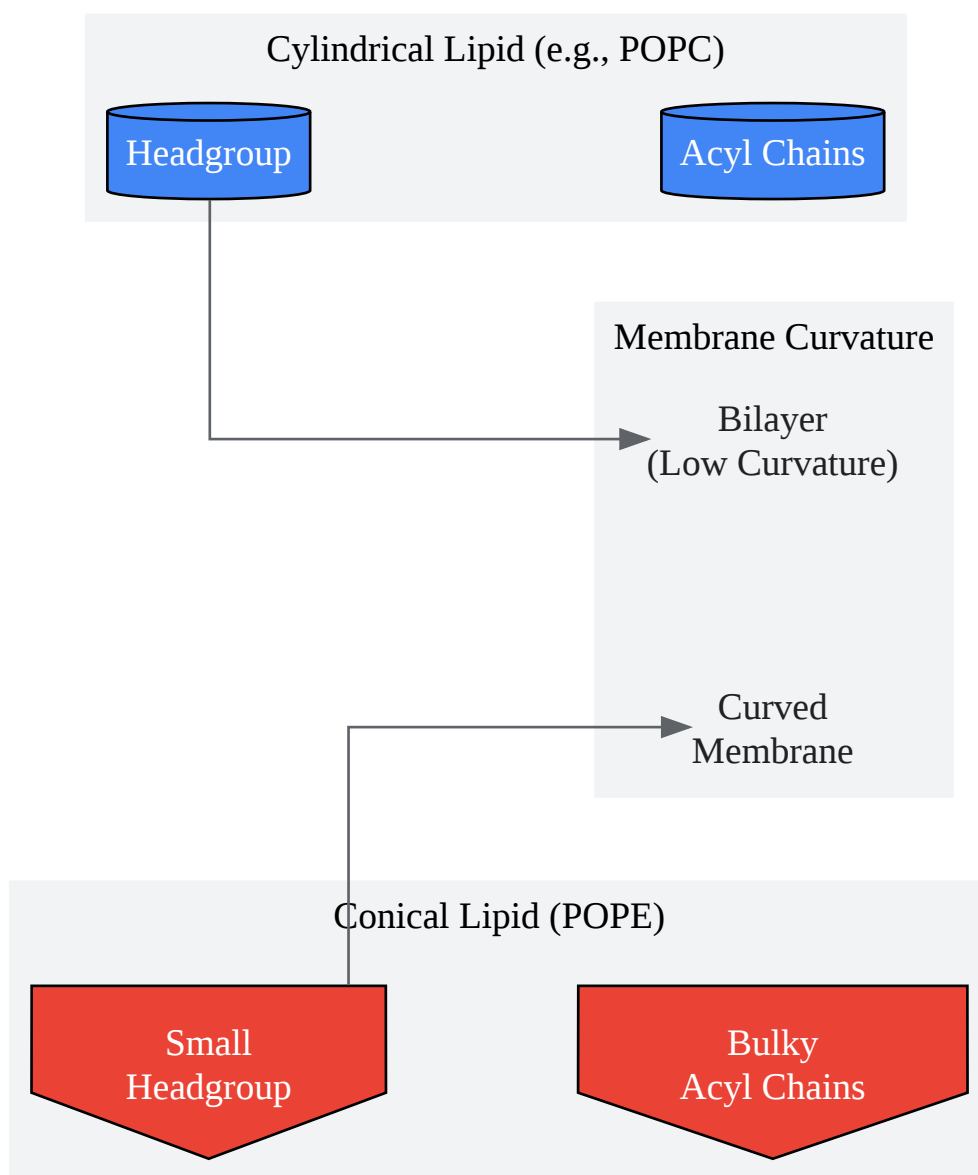 Cylindrical Lipid (e.g., POPC)
Headgroup
Acyl Chains
Membrane Curvature
Bilayer
(Low Curvature)
Curved
Membrane
Conical Lipid (POPE)
Small
Headgroup
Bulky
Acyl Chains